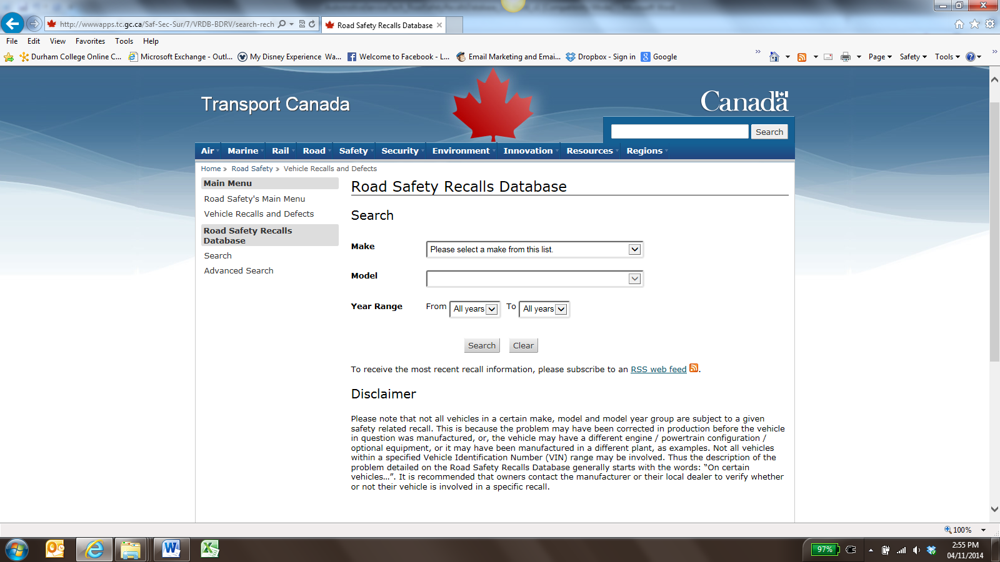 http://wwwapps.tc.gc.ca/Saf-Sec-Sur/7/VRDB-BDRV/search-rech
Road Safety Recalls Database
File Edit View Favorites Tools Help
Durham College Online C... Microsoft Exchange - Outl... My Disney Experience Wa... Welcome to Facebook - L... Email Marketing and Emai... Dropbox - Sign in Google Page Safety Tools
Transport Canada
Canada
Search
Air Marine Rail Road Safety Security Environment Innovation Resources Regions
Home » Road Safety » Vehicle Recalls and Defects
Main Menu
Road Safety's Main Menu
Vehicle Recalls and Defects
Road Safety Recalls
Database
Search
Advanced Search
Road Safety Recalls Database
Search
Make Please select a make from this list.
Model
Year Range From All years To All years
Search Clear
To receive the most recent recall information, please subscribe to an RSS web feed .
Disclaimer
Please note that not all vehicles in a certain make, model and model year group are subject to a given
safety related recall. This is because the problem may have been corrected in production before the vehicle
in question was manufactured, or, the vehicle may have a different engine / powertrain configuration /
optional equipment, or it may have been manufactured in a different plant, as examples. Not all vehicles
within a specified Vehicle Identification Number (VIN) range may be involved. Thus the description of the
problem detailed on the Road Safety Recalls Database generally starts with the words: “On certain
vehicles…”. It is recommended that owners contact the manufacturer or their local dealer to verify whether
or not their vehicle is involved in a specific recall.
100%
97%
2:55 PM
04/11/2014